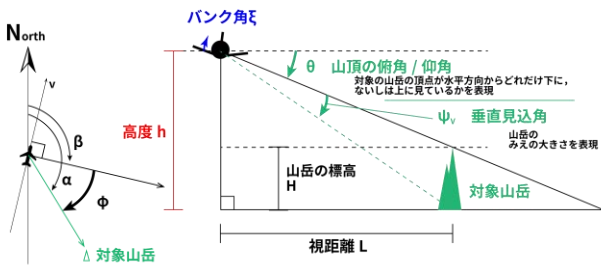 North
v
β
α
Φ
対象山岳
バンク角ξ
高度 h
θ 山頂の俯角 / 仰角
対象の山岳の頂点が水平方向からどれだけ下に，
ないしは上に見ているかを表現
ψv 垂直見込角
山岳の
みえの大きさを表現
山岳の標高
H
対象山岳
視距離 L